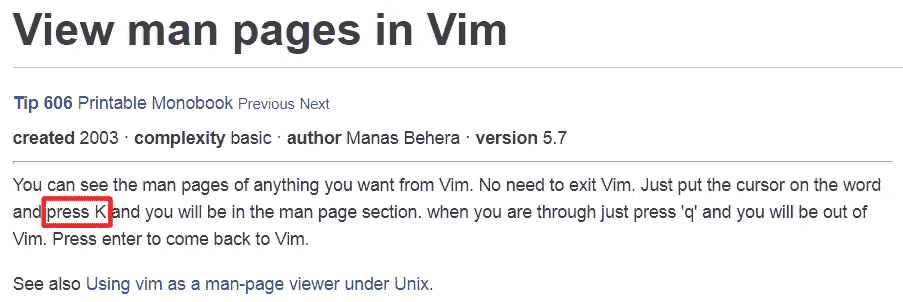 View man pages in Vim
Tip 606 Printable Monobook Previous Next
created 2003 · complexity basic · author Manas Behera · version 5.7
You can see the man pages of anything you want from Vim. No need to exit Vim. Just put the cursor on the word
and press K and you will be in the man page section. when you are through just press 'q' and you will be out of
Vim. Press enter to come back to Vim.
See also Using vim as a man-page viewer under Unix.